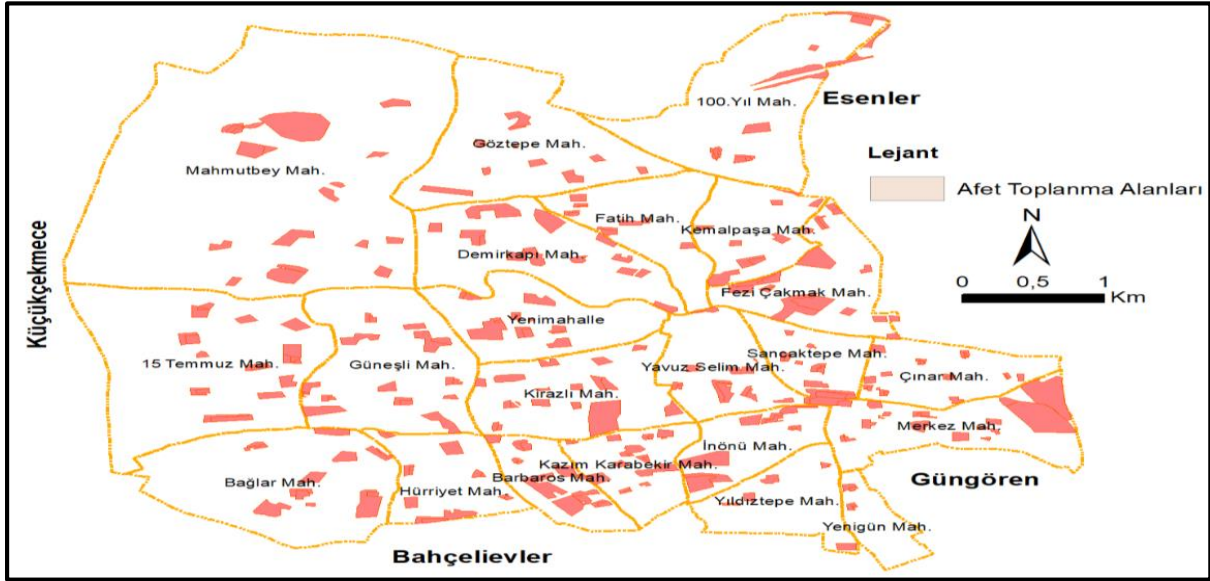 100.Yıl Mah.
Esenler
Göztepe Mah.
Lejant
Mahmutbey Mah.
Afet Toplanma Alanları
N
Fatih Mah.
Kemalpaşa Mah.
Demirkapı Mah.
Küçükçekmece
Fezi Çakmak Mah.
0 0,5 1
Km
Yenimahalle
Sancaktepe Mah.
15 Temmuz Mah.
Güneşli Mah.
Yavuz Selim Mah.
Çınar Mah.
Kirazlı Mah.
Merkez Mah.
İnönü Mah.
Kazım Karabekir Mah.
Barbaros Mah.
Bağlar Mah.
Hürriyet Mah.
Güngören
Yıldıztepe Mah.
Yenigün Mah.
Bahçelievler